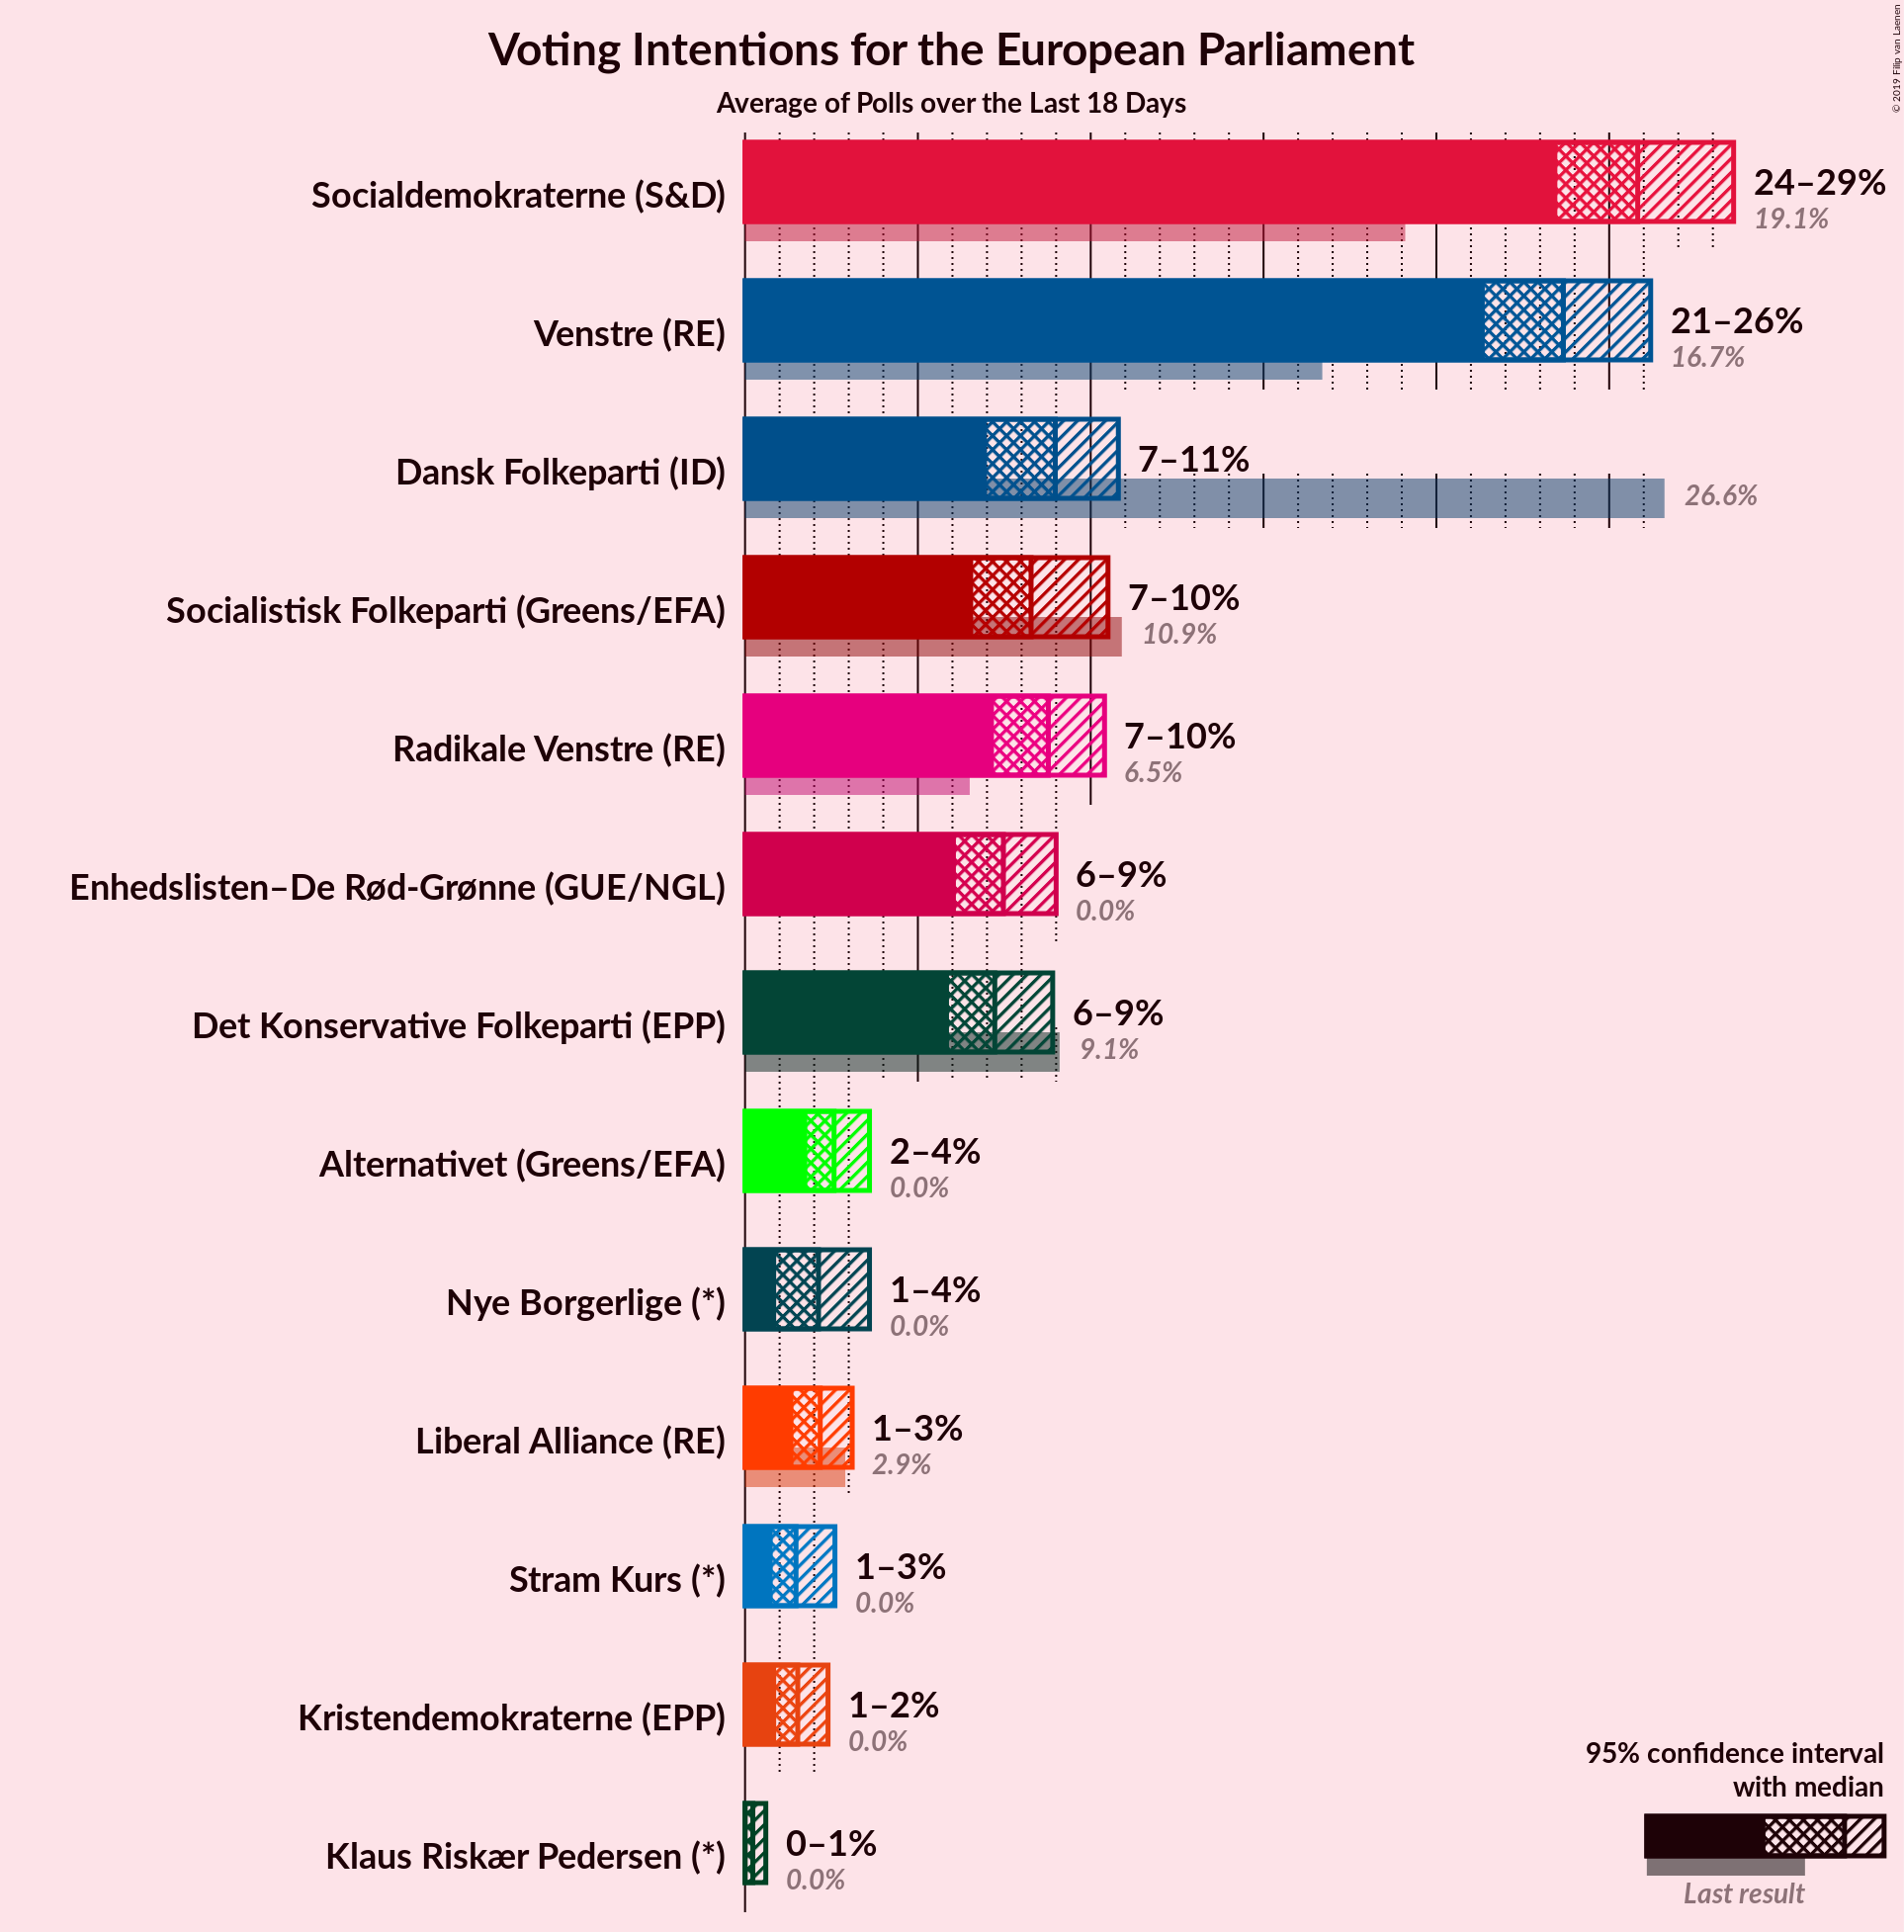 Voting Intentions for the European Parliament
Average of Polls over the Last 18 Days
© 2019 Filip van Laenen
Socialdemokraterne (S&D)
24–29%
19.1%
Venstre (RE)
21–26%
16.7%
Dansk Folkeparti (ID)
7–11%
26.6%
Socialistisk Folkeparti (Greens/EFA)
7–10%
10.9%
Radikale Venstre (RE)
7–10%
6.5%
Enhedslisten–De Rød-Grønne (GUE/NGL)
6–9%
0.0%
Det Konservative Folkeparti (EPP)
6–9%
9.1%
Alternativet (Greens/EFA)
2–4%
0.0%
Nye Borgerlige (*)
1–4%
0.0%
Liberal Alliance (RE)
1–3%
2.9%
Stram Kurs (*)
1–3%
0.0%
Kristendemokraterne (EPP)
1–2%
0.0%
Klaus Riskær Pedersen (*)
0–1%
0.0%
95% confidence interval
with median
Last result